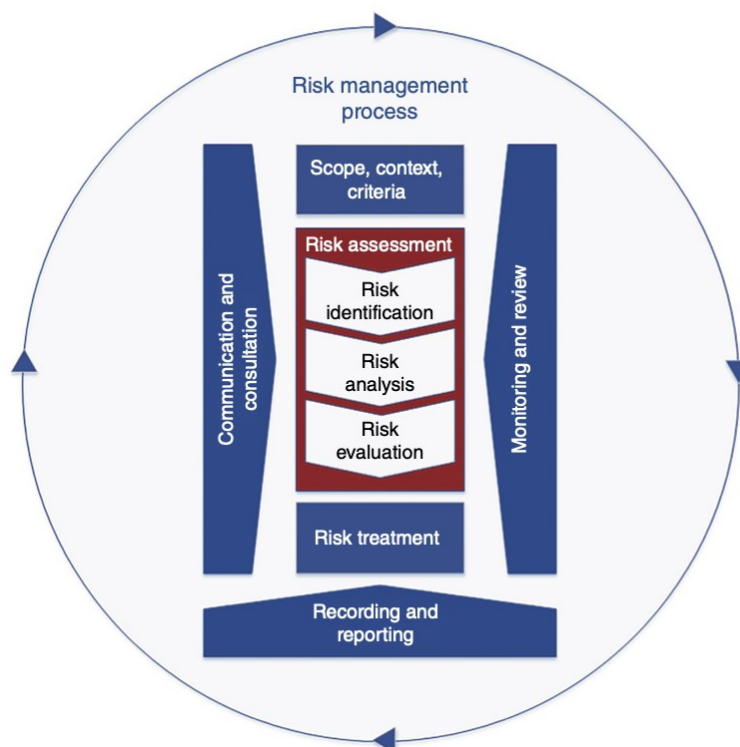 Risk management
process
Scope, context,
criteria
Risk assessment
Risk
identification
Risk
analysis
Risk
evaluation
Risk treatment
Communication and
consultation
Monitoring and review
Recording and
reporting